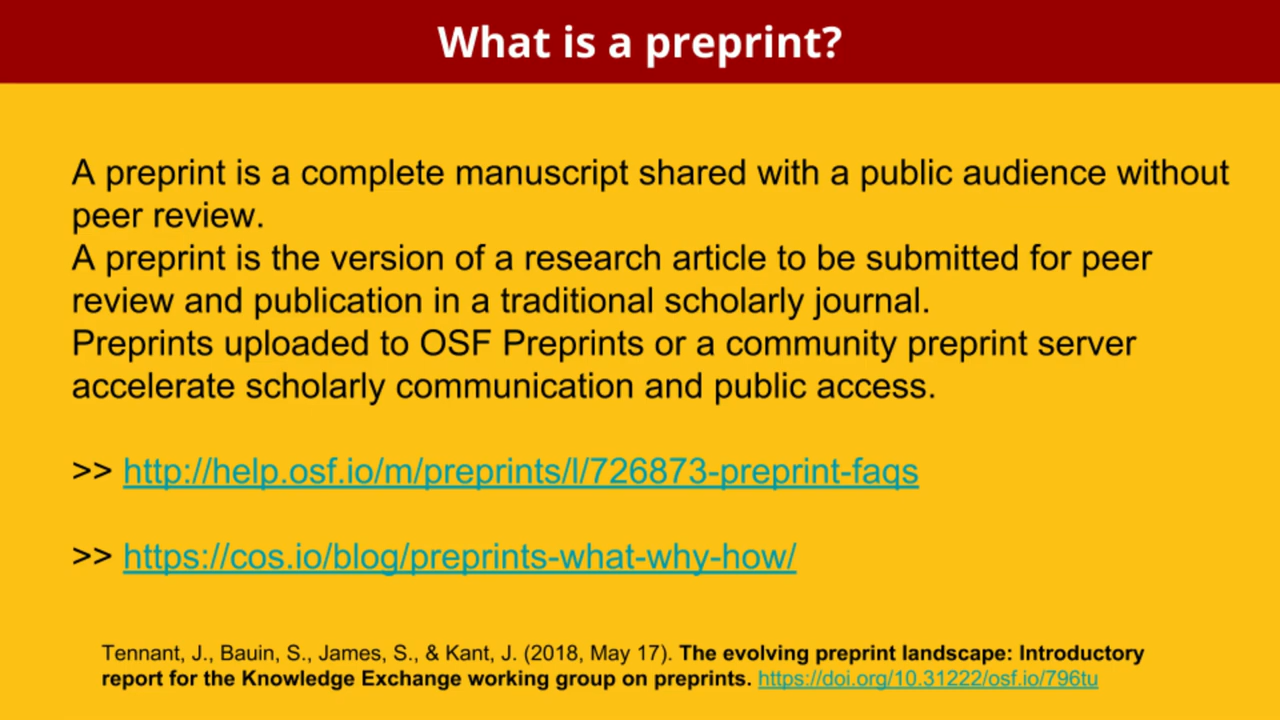 What is a preprint?
A preprint is a complete manuscript shared with a public audience without
peer review.
A preprint is the version of a research article to be submitted for peer
review and publication in a traditional scholarly journal.
Preprints uploaded to OSF Preprints or a community preprint server
accelerate scholarly communication and public access.
>> http://help.osf.io/m/preprints/l/726873-preprint-faqs
>> https://cos.io/blog/preprints-what-why-how/
Tennant, J., Bauin, S., James, S., & Kant, J. (2018, May 17). The evolving preprint landscape: Introductory
report for the Knowledge Exchange working group on preprints. https://doi.org/10.31222/osf.io/796tu